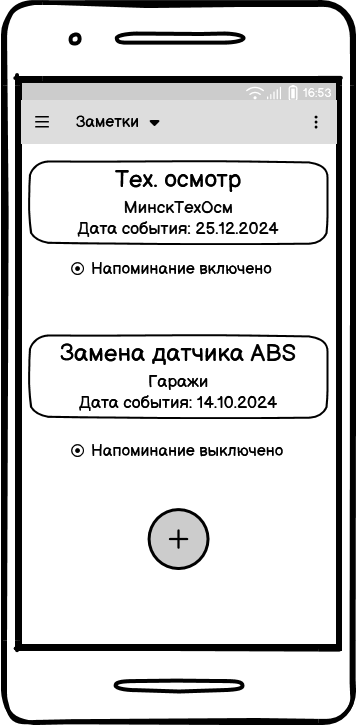 16:53
Заметки
Тех. осмотр
МинскТехОсм
Дата события: 25.12.2024
Напоминание включено
Замена датчика ABS
Гаражи
Дата события: 14.10.2024
Напоминание выключено
+